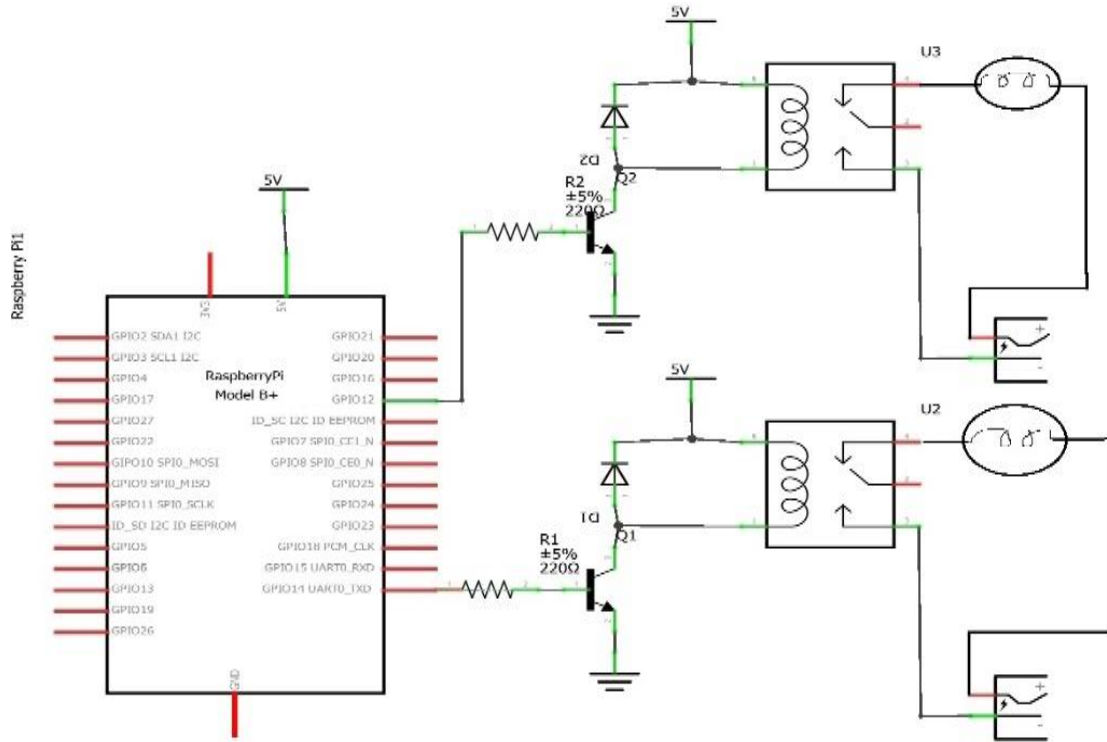 5V
U3
D2
Q2
R2
±5%
220Ω
5V
Raspberry Pi1
3V3
5V
GPIO2 SDA1 I2C
GPIO3 SCL1 I2C
GPIO4
GPIO17
GPIO27
GPIO22
GIPO10 SPI0_MOSI
GPIO9 SPI0_MISO
GPIO11 SPI0_SCLK
ID_SD I2C ID EEPROM
GPIO5
GPIO6
GPIO13
GPIO19
GPIO26
RaspberryPi
Model B+
GPIO21
GPIO20
GPIO16
GPIO12
ID_SC I2C ID EEPROM
GPIO7 SPI0_CE1_N
GPIO8 SPI0_CE0_N
GPIO25
GPIO24
GPIO23
GPIO18 PCM_CLK
GPIO15 UART0_RXD
GPIO14 UART0_TXD
GND
+
-
5V
U2
D1
Q1
R1
±5%
220Ω
+
-